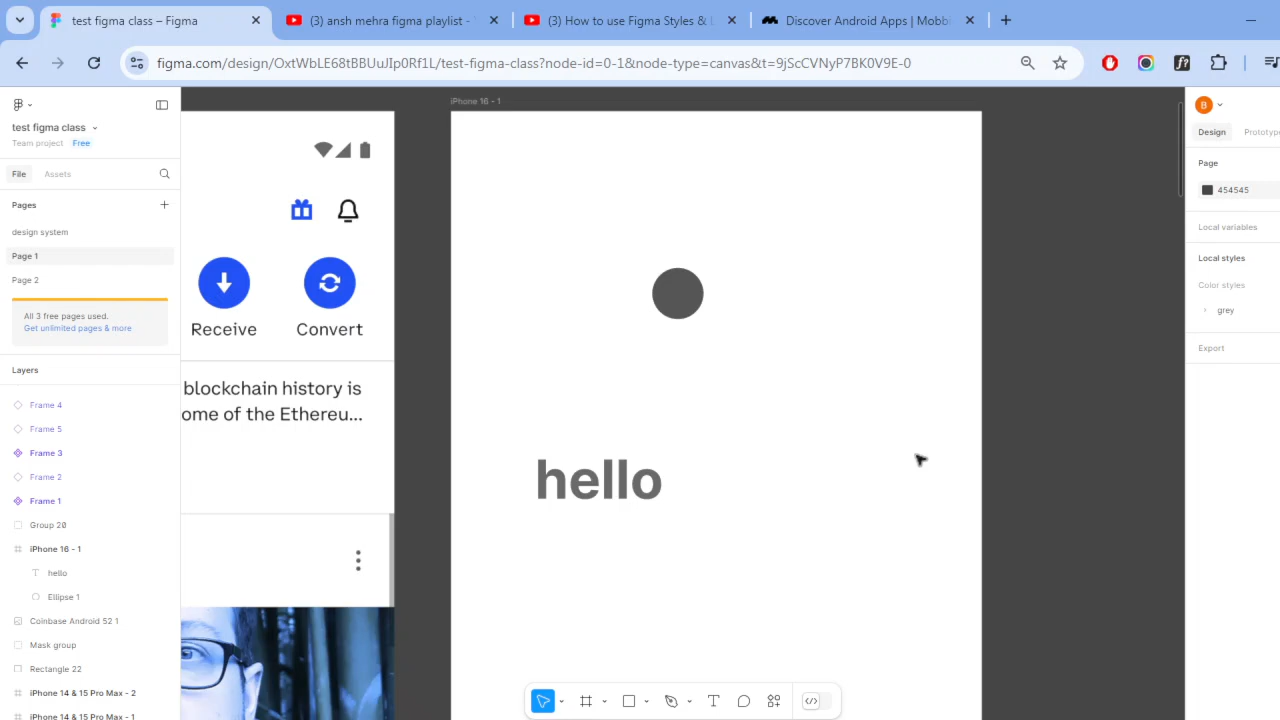 test figma class – Figma
(3) ansh mehra figma playlist -
(3) How to use Figma Styles & L
Discover Android Apps | Mobbi
figma.com/design/OxtWbLE68tBBUuJIp0Rf1L/test-figma-class?node-id=0-1&node-type=canvas&t=9jScCVNyP7BK0V9E-0
f?
test figma class
Team project Free
File Assets
Pages
design system
Page 1
Page 2
All 3 free pages used.
Get unlimited pages & more
Layers
Frame 4
Frame 5
Frame 3
Frame 2
Frame 1
Group 20
iPhone 16 - 1
hello
Ellipse 1
Coinbase Android 52 1
Mask group
Rectangle 22
iPhone 14 & 15 Pro Max - 2
iPhone 14 & 15 Pro Max - 1
iPhone 16 - 1
Receive Convert
blockchain history is
ome of the Ethereu...
hello
B
Design Prototype
Page
454545
Local variables
Local styles
Color styles
grey
Export